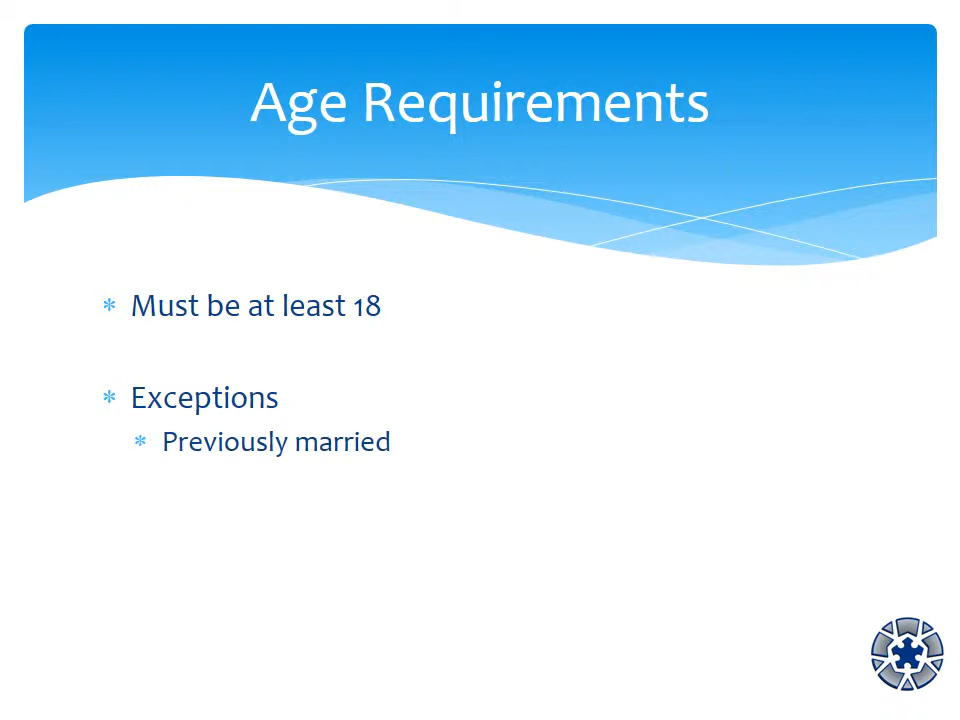 Age Requirements
* Must be at least 18
* Exceptions
* Previously married